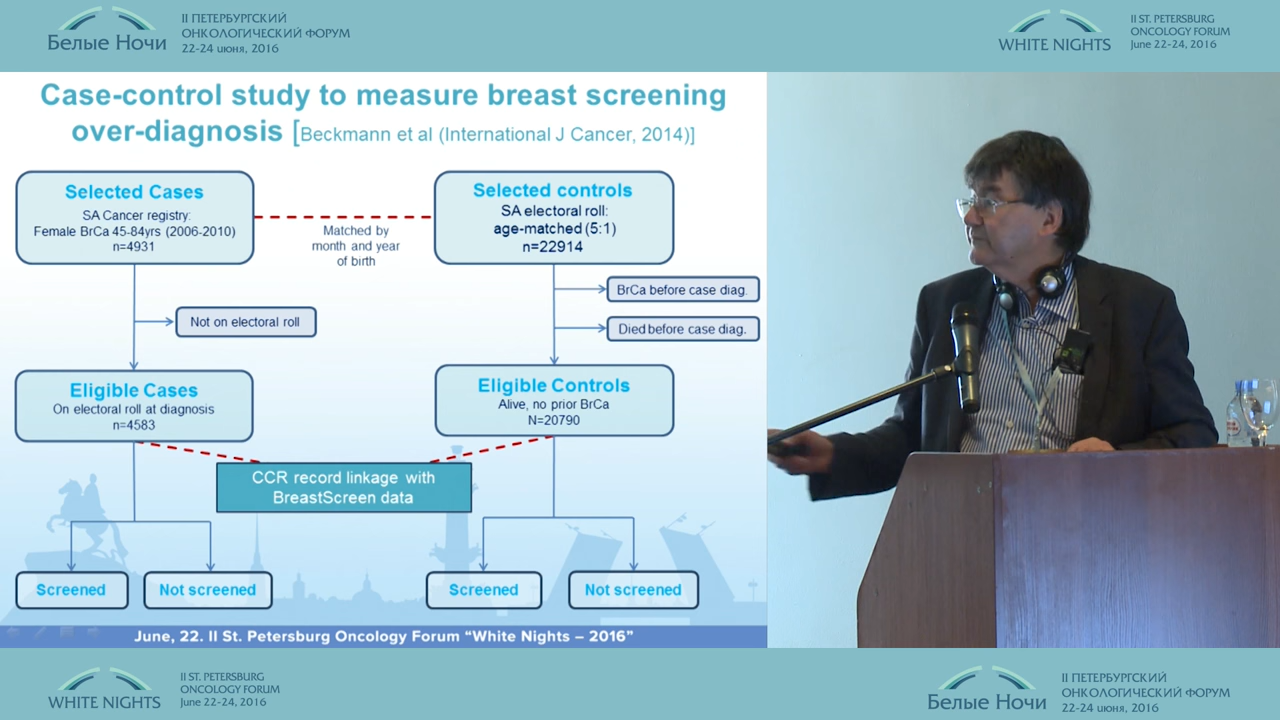 II ПЕТЕРБУРГСКИЙ
ОНКОЛОГИЧЕСКИЙ ФОРУМ
Белые Ночи
22-24 июня, 2016
II ST. PETERSBURG
ONCOLOGY FORUM
WHITE NIGHTS
June 22-24, 2016
Case-control study to measure breast screening
over-diagnosis [Beckmann et al (International J Cancer, 2014)]
Selected Cases
SA Cancer registry:
Female BrCa 45-84yrs (2006-2010)
n=4931
Matched by
month and year
of birth
Selected controls
SA electoral roll:
age-matched (5:1)
n=22914
BrCa before case diag.
Not on electoral roll
Died before case diag.
Eligible Cases
On electoral roll at diagnosis
n=4583
Eligible Controls
Alive, no prior BrCa
N=20790
CCR record linkage with
BreastScreen data
Screened
Not screened
Screened
Not screened
June, 22. II St. Petersburg Oncology Forum “White Nights – 2016”
II ST. PETERSBURG
ONCOLOGY FORUM
WHITE NIGHTS
June 22-24, 2016
II ПЕТЕРБУРГСКИЙ
ОНКОЛОГИЧЕСКИЙ ФОРУМ
Белые Ночи
22-24 июня, 2016